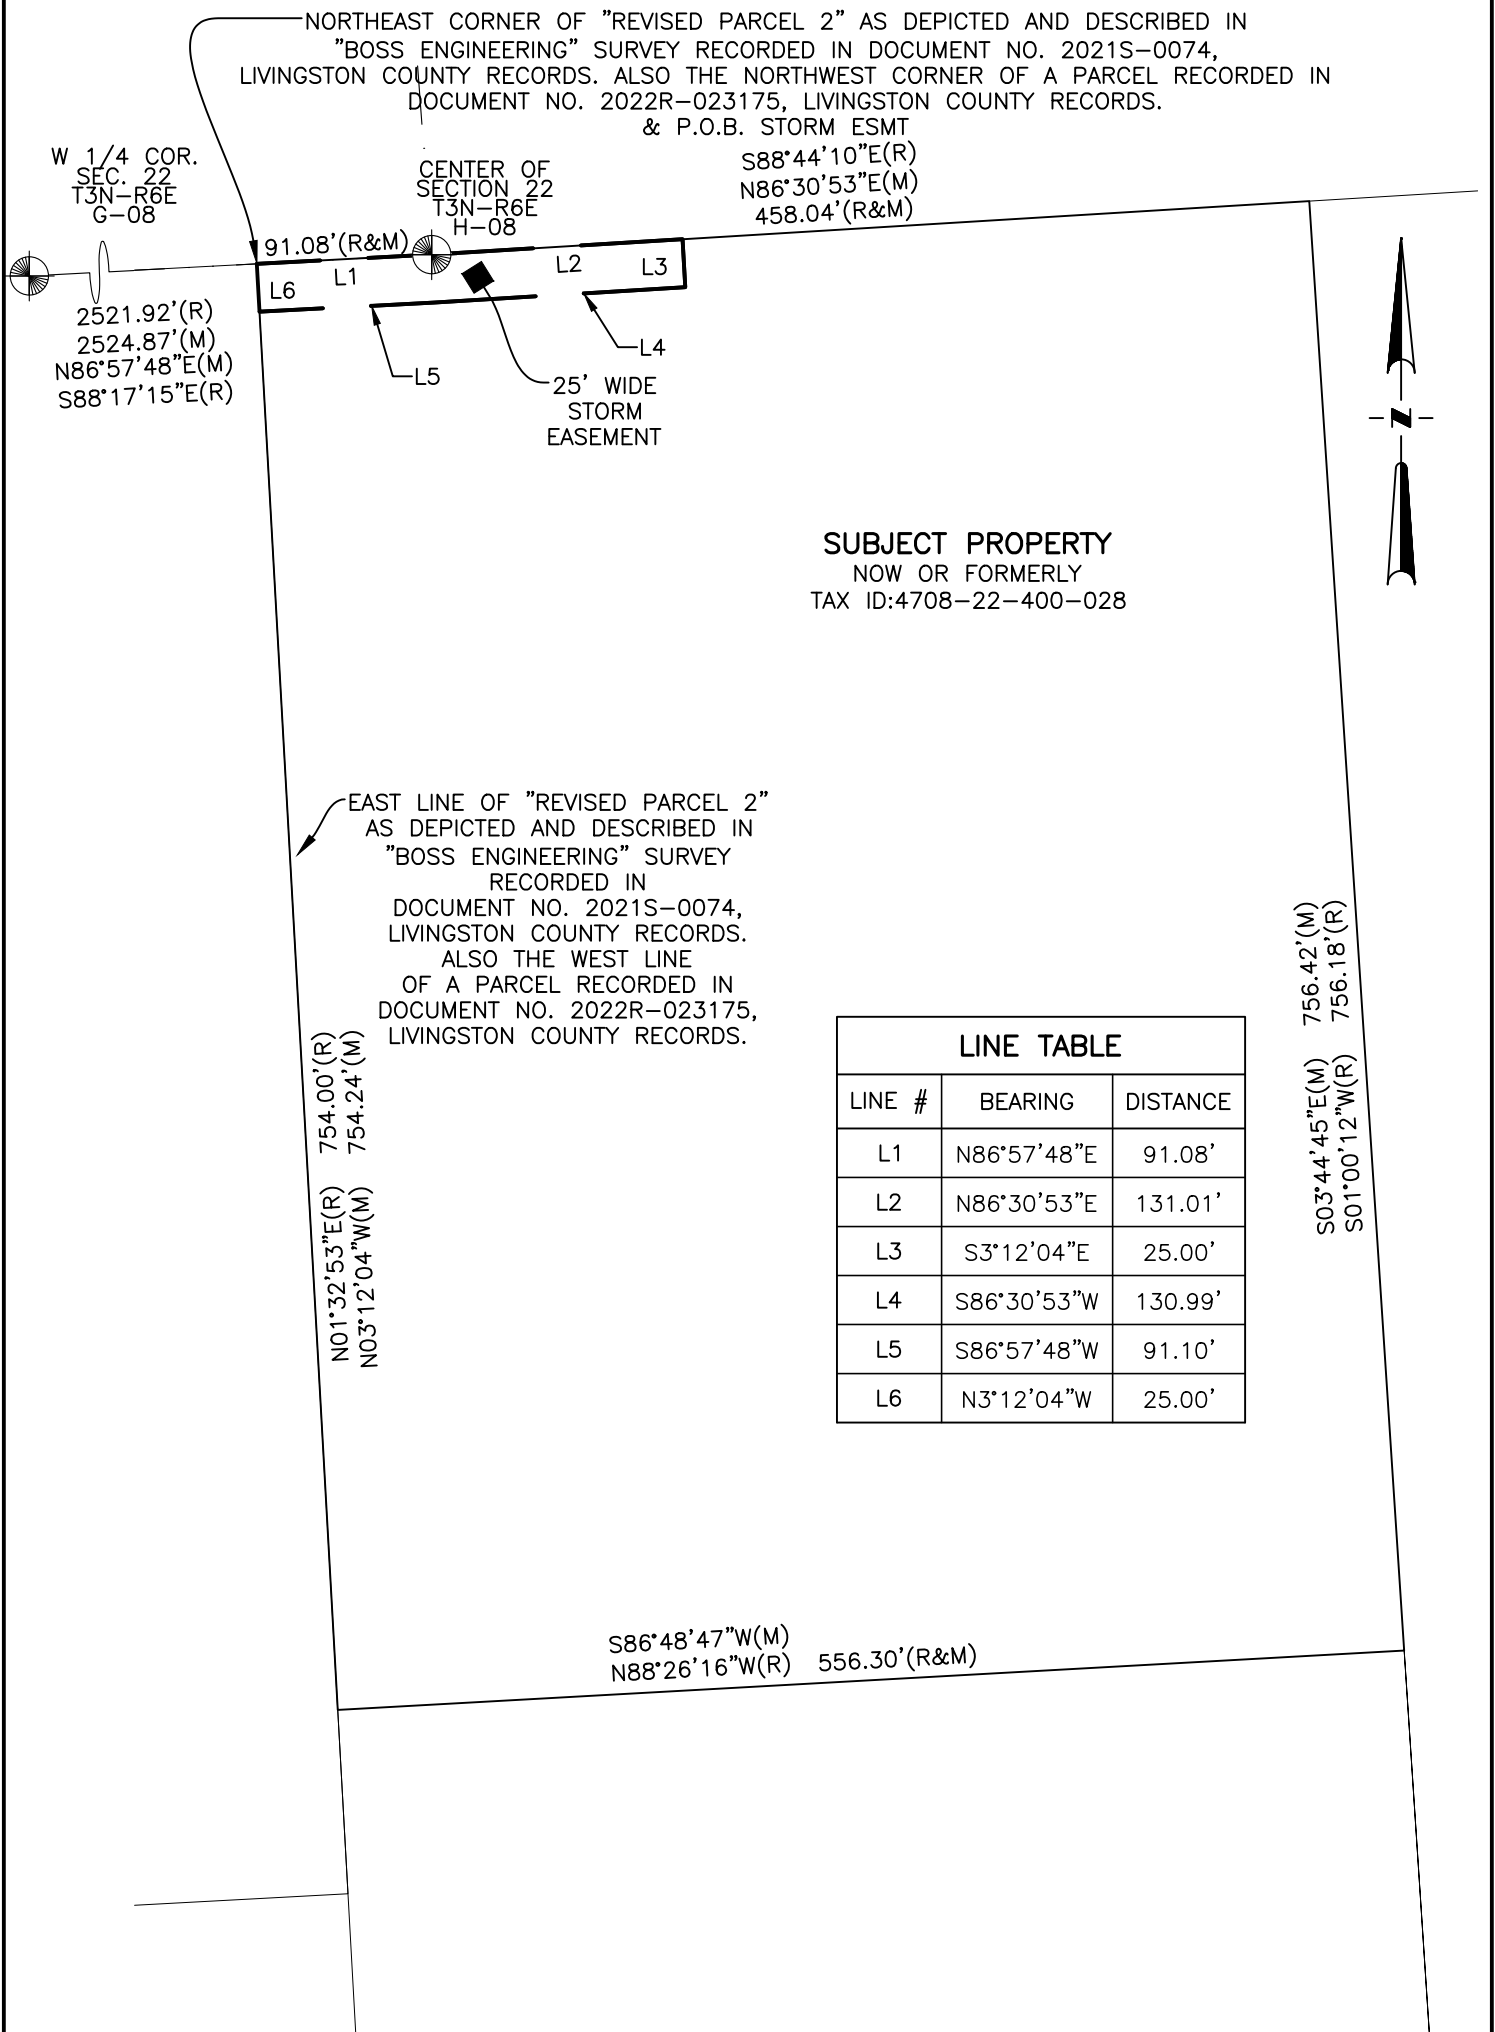 NORTHEAST CORNER OF "REVISED PARCEL 2" AS DEPICTED AND DESCRIBED IN
"BOSS ENGINEERING" SURVEY RECORDED IN DOCUMENT NO. 2021S-0074,
LIVINGSTON COUNTY RECORDS. ALSO THE NORTHWEST CORNER OF A PARCEL RECORDED IN
DOCUMENT NO. 2022R-023175, LIVINGSTON COUNTY RECORDS.
& P.O.B. STORM ESMT
W 1/4 COR.
SEC. 22
T3N-R6E
G-08
CENTER OF
SECTION 22
T3N-R6E
H-08
S88°44'10"E(R)
N86°30'53"E(M)
458.04'(R&M)
91.08'(R&M)
L1
L2
L3
L6
2521.92'(R)
2524.87'(M)
N86°57'48"E(M)
S88°17'15"E(R)
L4
L5
25' WIDE
STORM
EASEMENT
N
SUBJECT PROPERTY
NOW OR FORMERLY
TAX ID:4708-22-400-028
EAST LINE OF "REVISED PARCEL 2"
AS DEPICTED AND DESCRIBED IN
"BOSS ENGINEERING" SURVEY
RECORDED IN
DOCUMENT NO. 2021S-0074,
LIVINGSTON COUNTY RECORDS.
ALSO THE WEST LINE
OF A PARCEL RECORDED IN
DOCUMENT NO. 2022R-023175,
LIVINGSTON COUNTY RECORDS.
N01°32'53"E(R) 754.00'(R)
N03°12'04"W(M) 754.24'(M)
S03°44'45"E(M) 756.42'(M)
S01°00'12"W(R) 756.18'(R)
LINE TABLE
LINE # BEARING DISTANCE
L1 N86°57'48"E 91.08'
L2 N86°30'53"E 131.01'
L3 S3°12'04"E 25.00'
L4 S86°30'53"W 130.99'
L5 S86°57'48"W 91.10'
L6 N3°12'04"W 25.00'
S86°48'47"W(M)
N88°26'16"W(R) 556.30'(R&M)